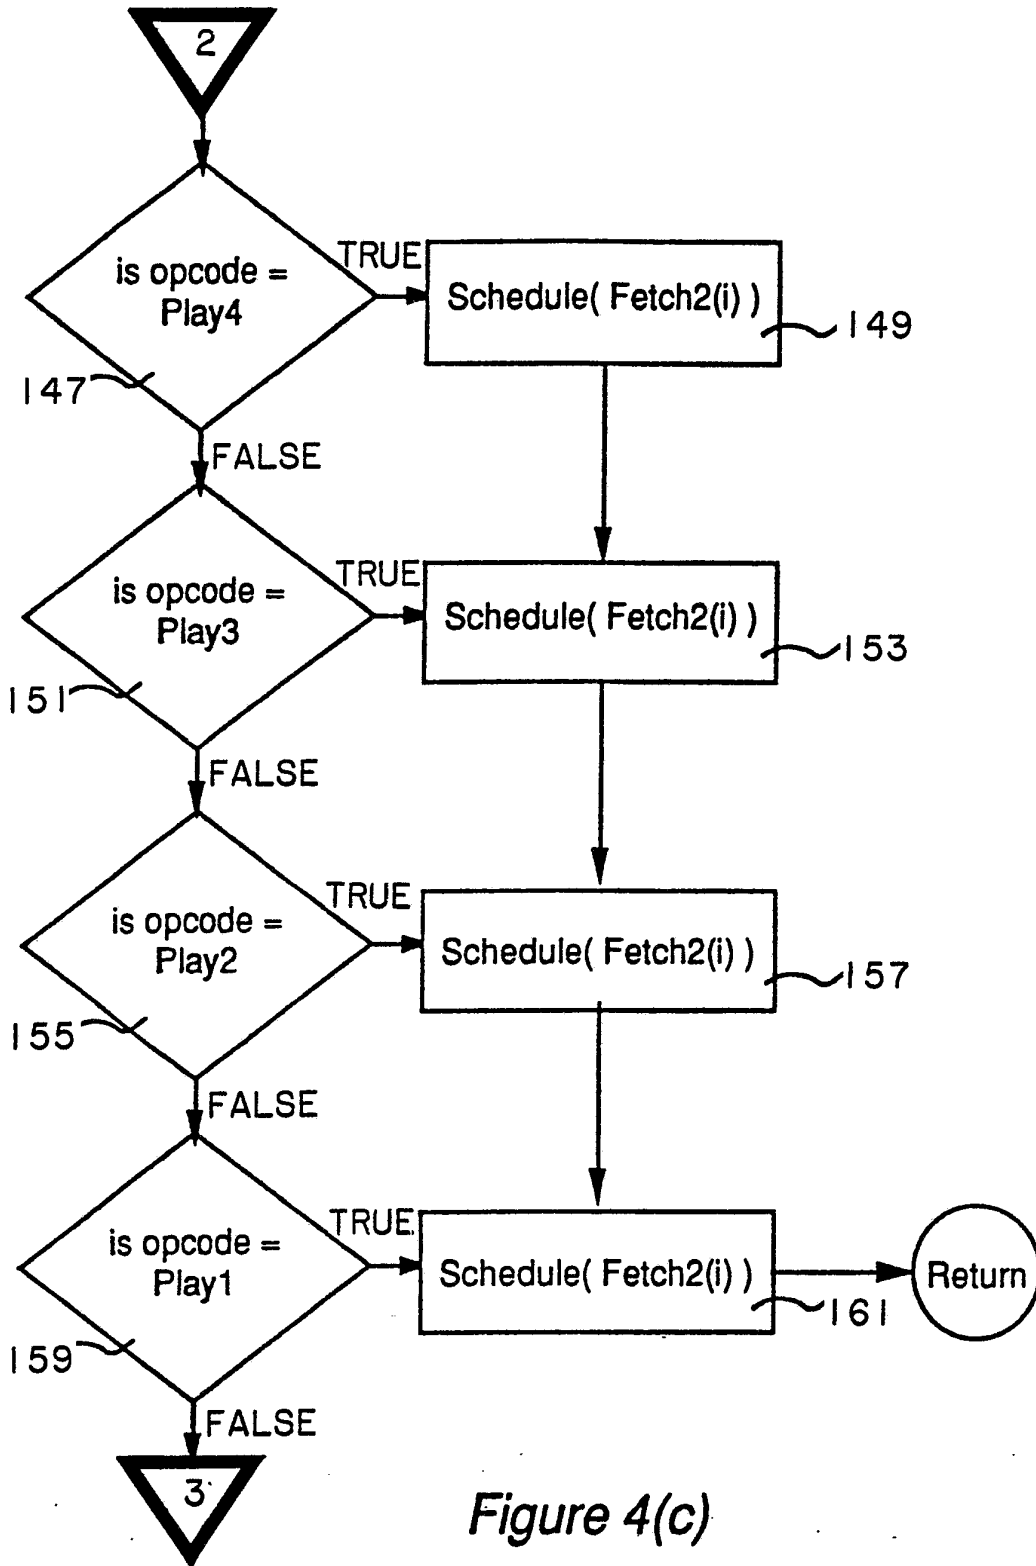 2
is opcode =
Play4
TRUE
Schedule( Fetch2(i) )
149
147
FALSE
is opcode =
Play3
TRUE
Schedule( Fetch2(i) )
153
151
FALSE
is opcode =
Play2
TRUE
Schedule( Fetch2(i) )
157
155
FALSE
is opcode =
Play1
TRUE
Schedule( Fetch2(i) )
161
Return
159
FALSE
3
Figure 4(c)